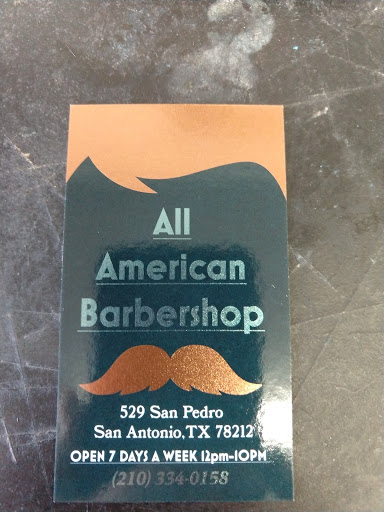 All
American
Barbershop
529 San Pedro
San Antonio,TX 78212
OPEN 7 DAYS A WEEK 12pm-10PM
(210) 334-0158